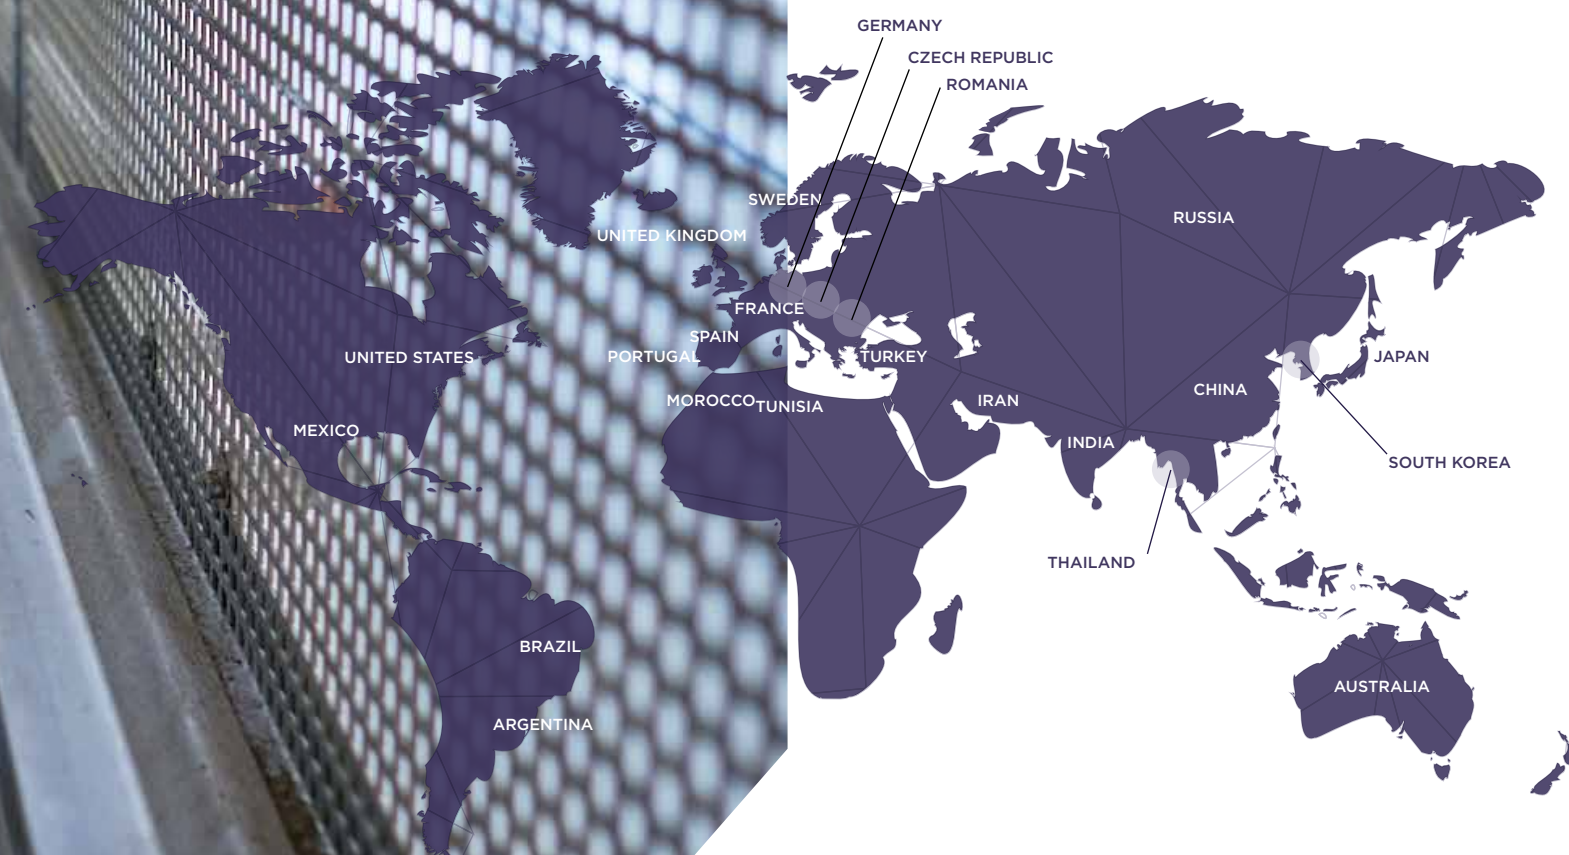 GERMANY
CZECH REPUBLIC
ROMANIA
SWEDEN
RUSSIA
UNITED KINGDOM
FRANCE
SPAIN
UNITED STATES
PORTUGAL
TURKEY
JAPAN
CHINA
MOROCCO
TUNISIA
IRAN
MEXICO
INDIA
SOUTH KOREA
THAILAND
BRAZIL
AUSTRALIA
ARGENTINA